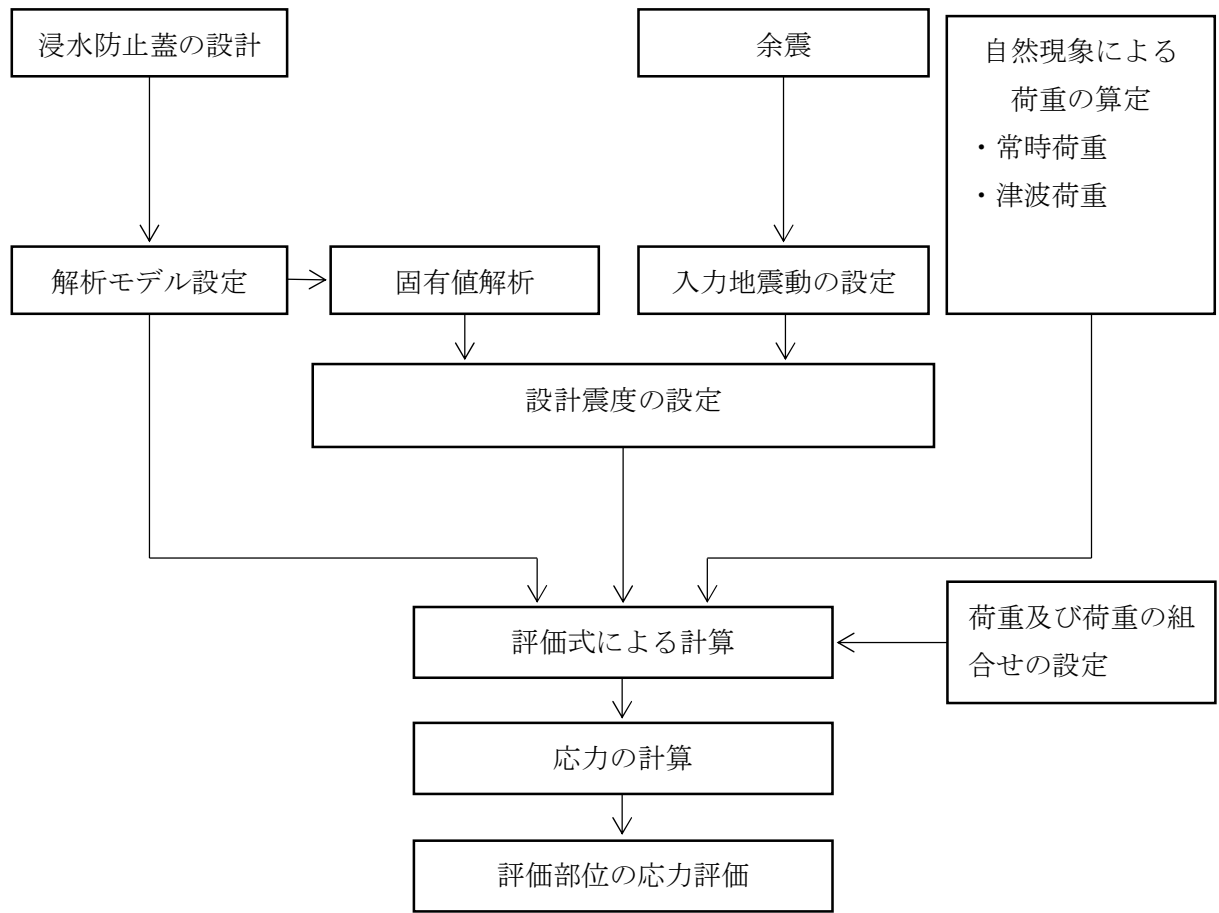 浸水防止蓋の設計
余震
自然現象による
荷重の算定
・常時荷重
・津波荷重
解析モデル設定
固有値解析
入力地震動の設定
設計震度の設定
評価式による計算
荷重及び荷重の組
合せの設定
応力の計算
評価部位の応力評価